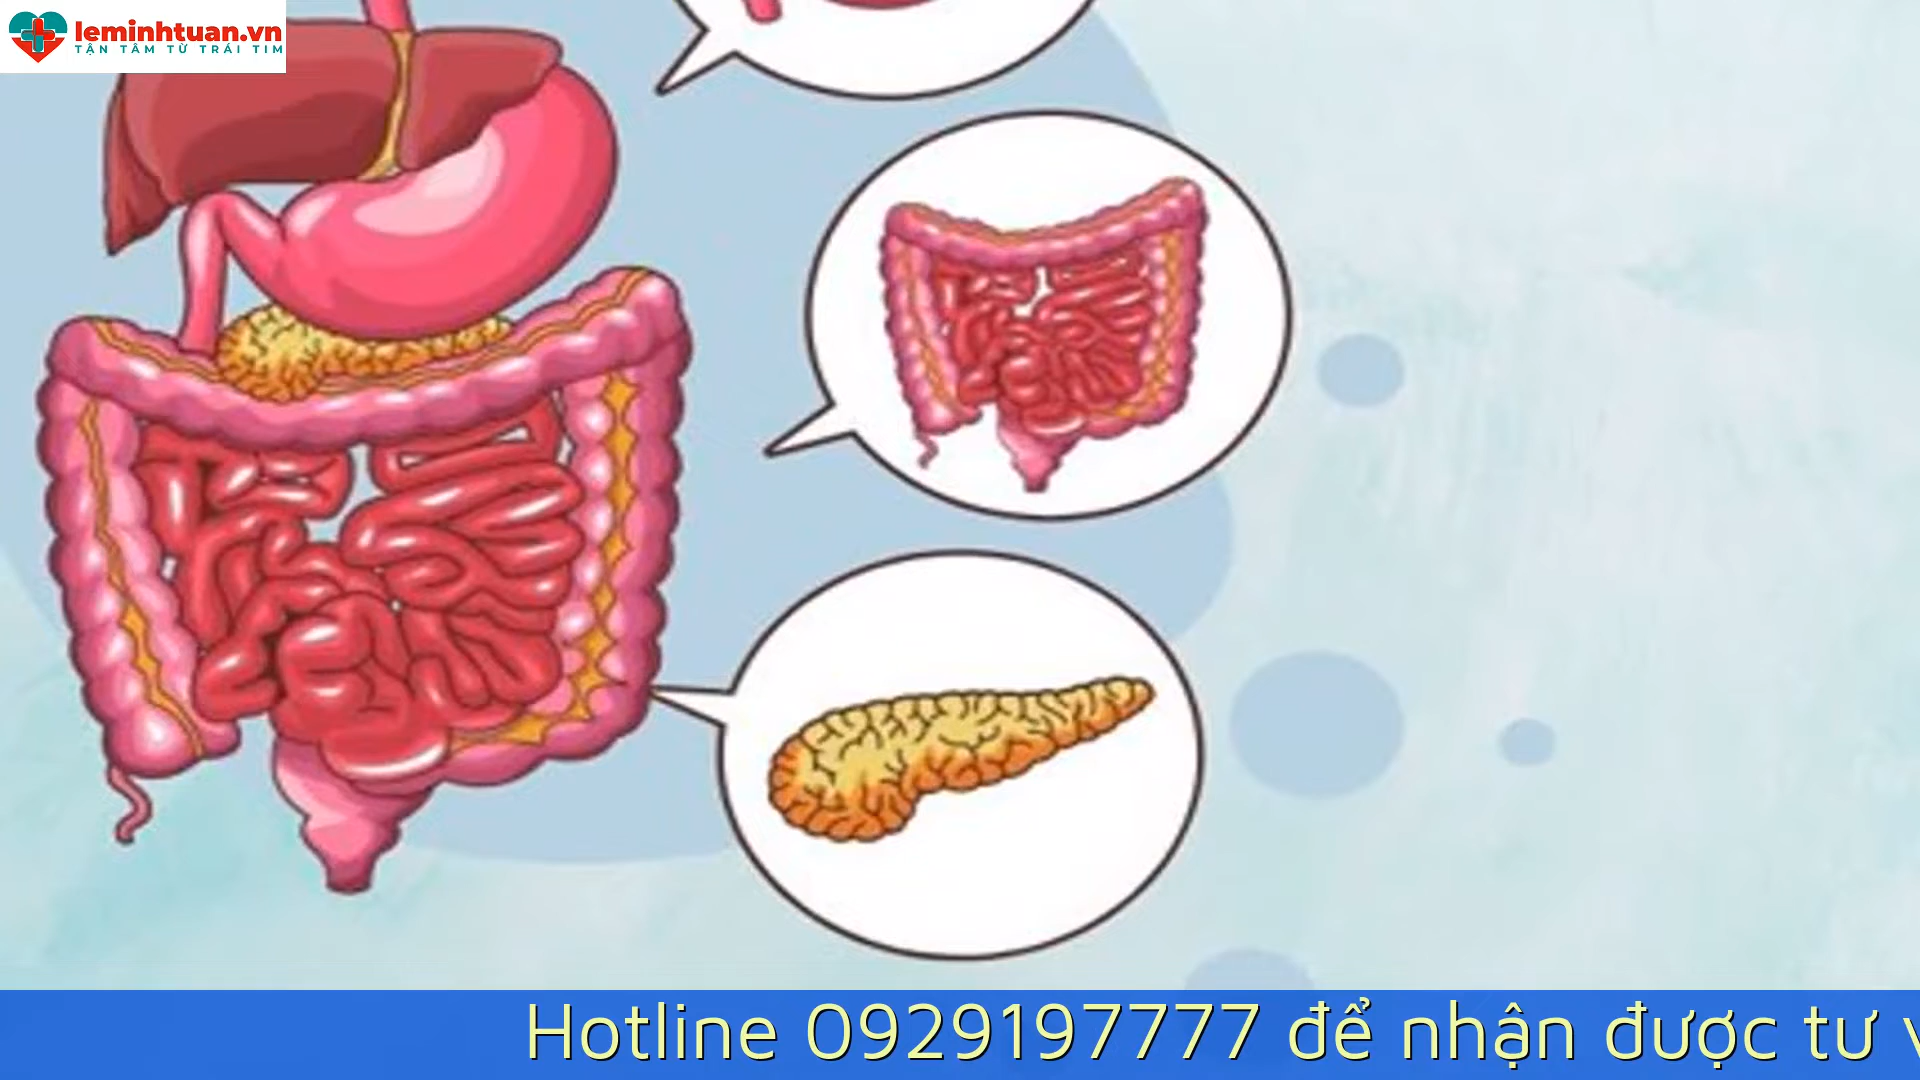 leminhtuan.vn
TẬN TÂM TỪ TRÁI TIM
Hotline 0929197777 để nhận được tư